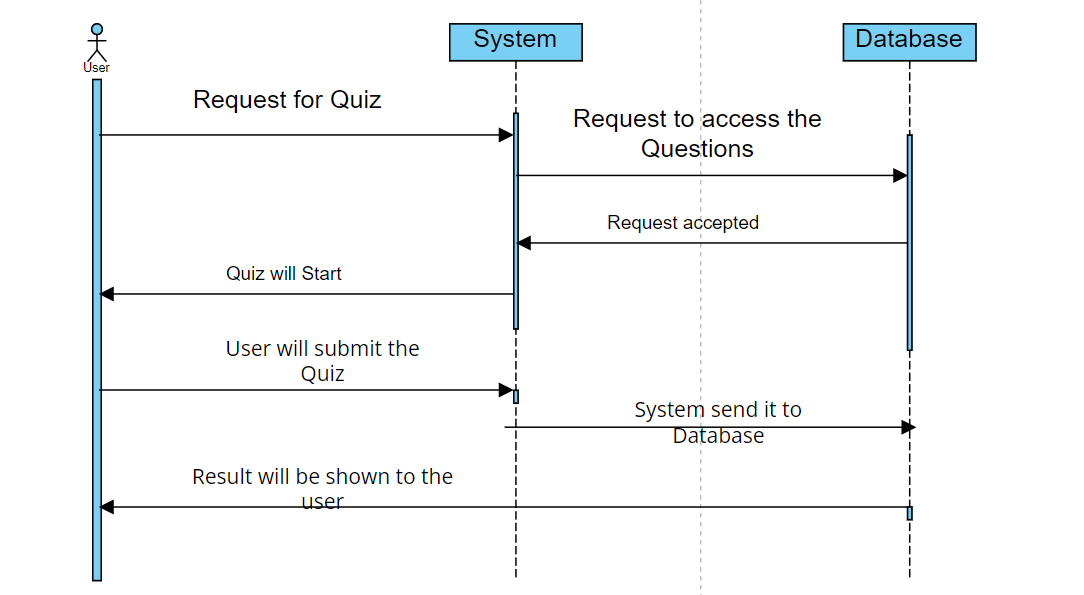 User
System
Database
Request for Quiz
Request to access the
Questions
Request accepted
Quiz will Start
User will submit the
Quiz
System send it to
Database
Result will be shown to the
user